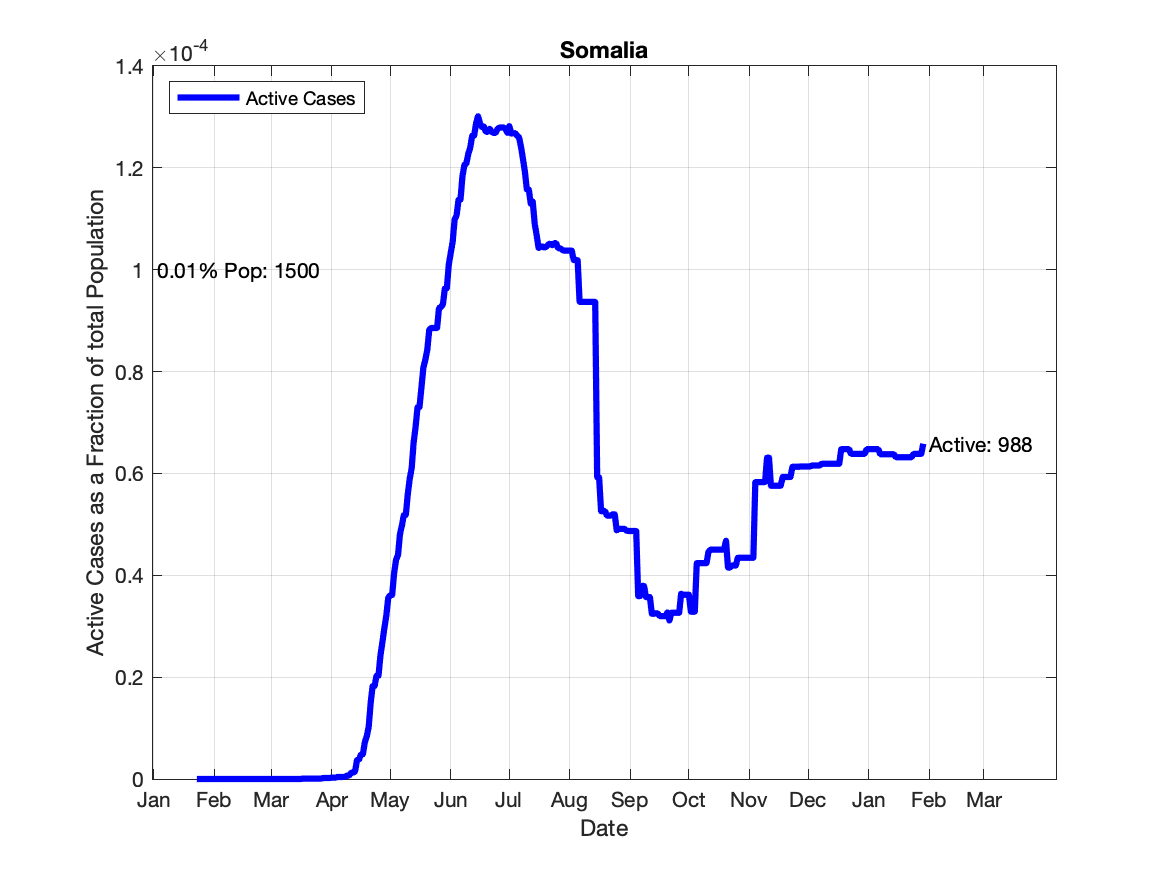 Somalia
×10-4
Active Cases
1.4
1.2
1
0.8
0.6
0.4
0.2
0
0.01% Pop: 1500
Active: 988
Active Cases as a Fraction of total Population
Jan Feb Mar Apr May Jun Jul Aug Sep Oct Nov Dec Jan Feb Mar
Date